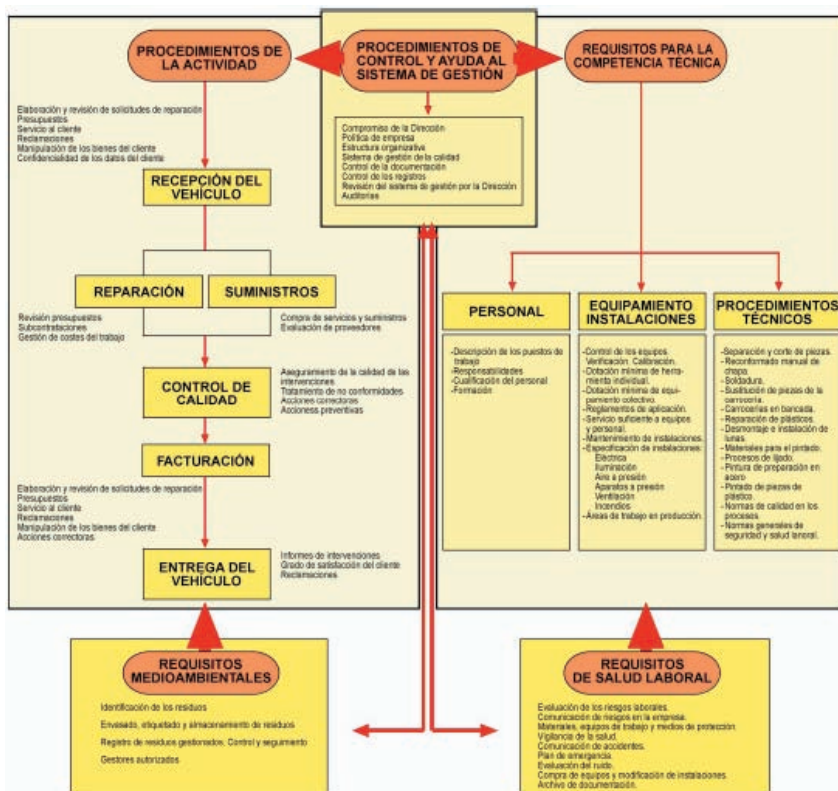 PROCEDIMIENTOS DE
LA ACTIVIDAD
Elaboración y revisión de solicitudes de reparación
Presupuestos
Servicio al cliente
Reclamaciones
Manipulación de los bienes del cliente
Confidencialidad de los datos del cliente
RECEPCIÓN DEL
VEHÍCULO
REPARACIÓN
SUMINISTROS
Revisión presupuestos
Subcontrataciones
Gestión de costes del trabajo
Compra de servicios y suministros
Evaluación de proveedores
CONTROL DE
CALIDAD
Aseguramiento de la calidad de las
intervenciones
Tratamiento de no conformidades
Acciones correctoras
Accioness preventivas
FACTURACIÓN
Elaboración y revisión de solicitudes de reparación
Presupuestos
Servicio al cliente
Reclamaciones
Manipulación de los bienes del cliente
Acciones correctoras
ENTREGA DEL
VEHÍCULO
Informes de intervenciones
Grado de satisfacción del cliente
Reclamaciones
PROCEDIMIENTOS DE
CONTROL Y AYUDA AL
SISTEMA DE GESTIÓN
Compromiso de la Dirección
Política de empresa
Estructura organizativa
Sistema de gestión de la calidad
Control de la documentación
Control de los registros
Revisión del sistema de gestión por la Dirección
Auditorías
REQUISITOS PARA LA
COMPETENCIA TÉCNICA
PERSONAL
-Descripción de los puestos de
trabajo
-Responsabilidades
-Cualificación del personal
-Formación
EQUIPAMIENTO
INSTALACIONES
-Control de los equipos.
Verificación. Calibración.
-Dotación mínima de herra-
mienta individual.
-Dotación mínima de equi-
pamiento colectivo.
-Reglamentos de aplicación.
-Servicio suficiente a equipos
y personal.
-Mantenimiento de instalaciones.
-Especificación de instalaciones:
Eléctrica
Iluminación
Aire a presión
Aparatos a presión
Ventilación
Incendios
-Áreas de trabajo en producción.
PROCEDIMIENTOS
TÉCNICOS
-Separación y corte de piezas.
-Reconformado manual de
chapa.
-Soldadura.
-Sustitución de piezas de la
carrocería.
-Carrocerías en bancada.
-Reparación de plásticos.
-Desmontaje e instalación de
lunas.
-Materiales para el pintado.
-Procesos de lijado.
-Pintura de preparación en
acero
-Pintado de piezas de
plástico.
-Normas de calidad en los
procesos.
-Normas generales de
seguridad y salud lanoral.
REQUISITOS
MEDIOAMBIENTALES
Identificación de los residuos
Envasado, etiquetado y almacenamiento de residuos
Registro de residuos gestionados. Control y seguimiento
Gestores autorizados
REQUISITOS
DE SALUD LABORAL
Evaluación de los riesgos laborales.
Comunicación de riesgos en la empresa.
Materiales, equipos de trabajo y medios de protección.
Vigilancia de la salud.
Comunicación de accidentes.
Plan de emergencia.
Evaluación del ruido.
Compra de equipos y modificación de instalaciones.
Archivo de documentación.